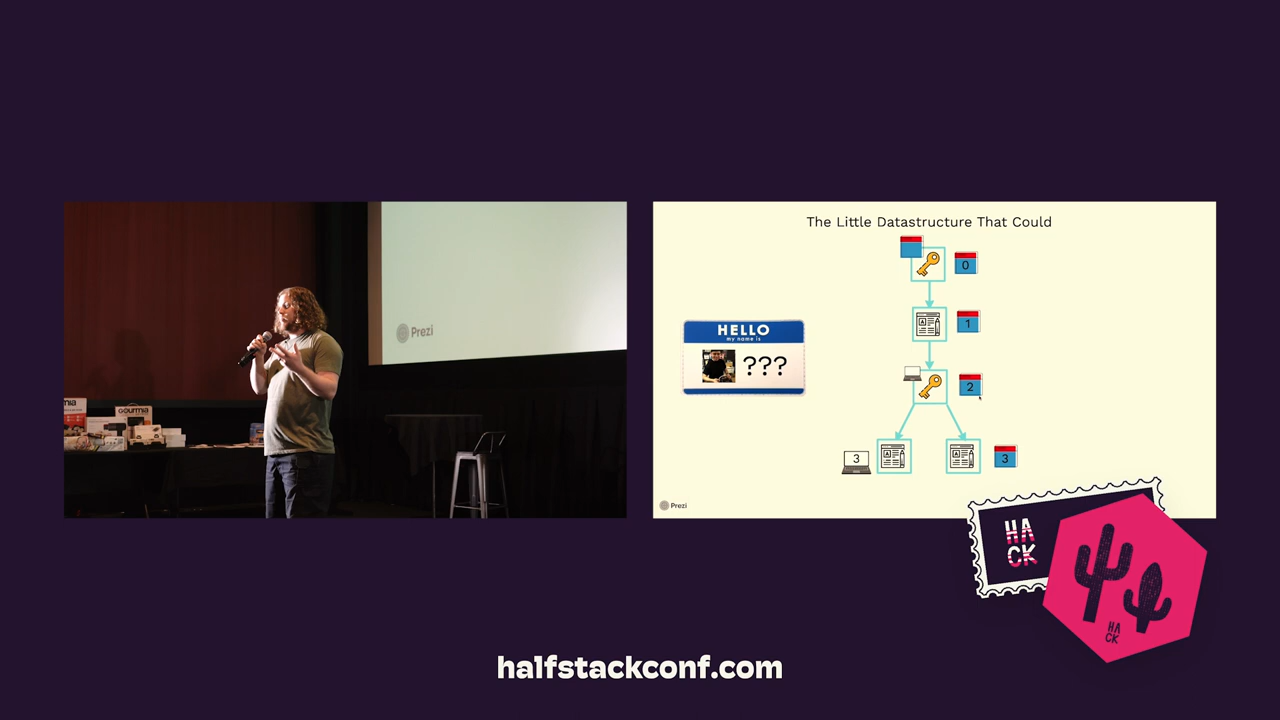 Prezi
GOURMIA
The Little Datastructure That Could
0
1
HELLO
my name is
???
2
3
3
Prezi
HA
CK
HA
CK
halfstackconf.com